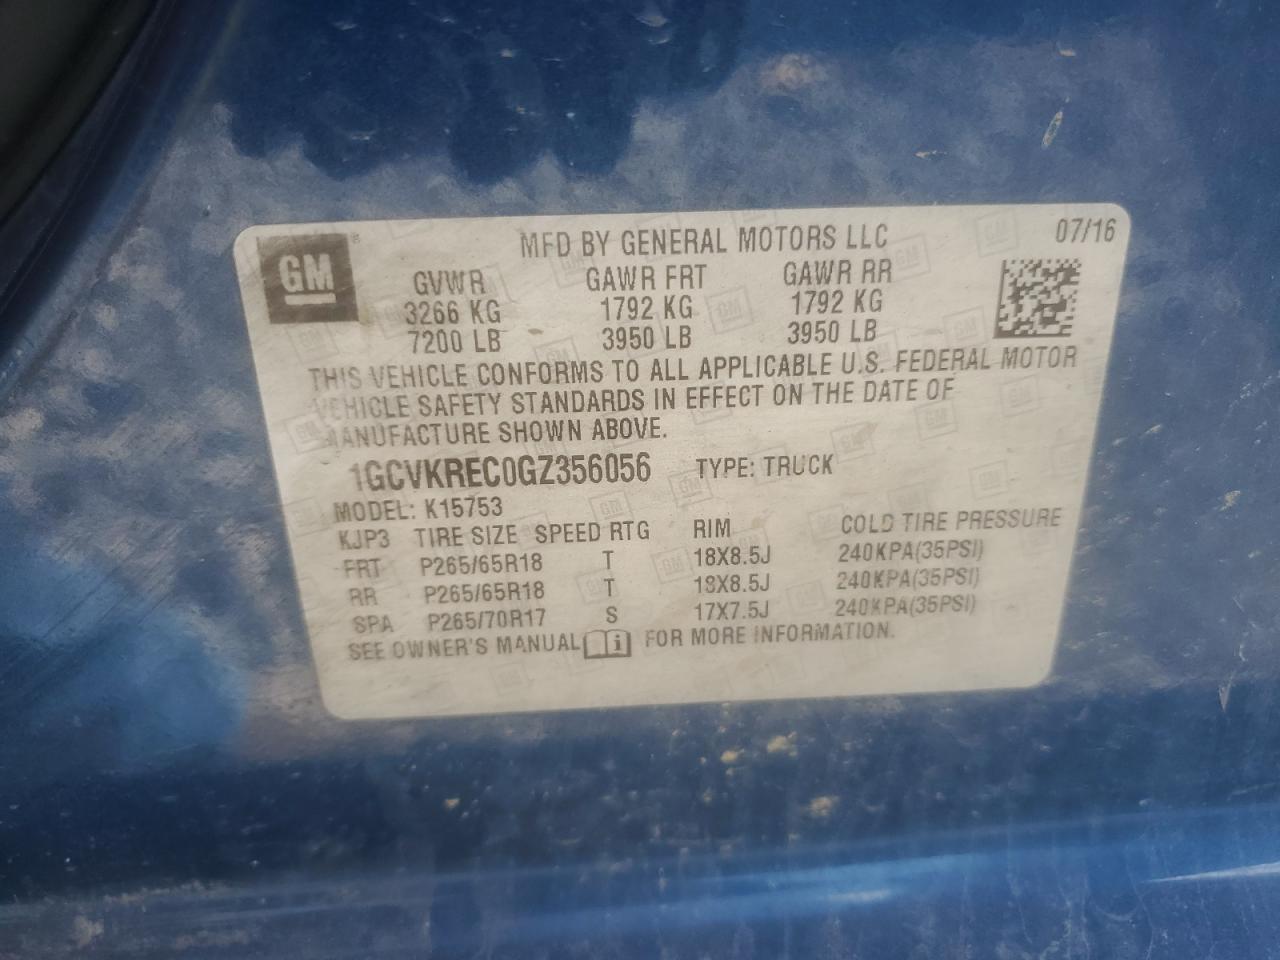 GM ®
MFD BY GENERAL MOTORS LLC 07/16
GVWR GAWR FRT GAWR RR
3266 KG 1792 KG 1792 KG
7200 LB 3950 LB 3950 LB
THIS VEHICLE CONFORMS TO ALL APPLICABLE U.S. FEDERAL MOTOR
VEHICLE SAFETY STANDARDS IN EFFECT ON THE DATE OF
MANUFACTURE SHOWN ABOVE.
1GCVKREC0GZ356056 TYPE: TRUCK
MODEL: K15753
KJP3 TIRE SIZE SPEED RTG RIM COLD TIRE PRESSURE
FRT P265/65R18 T 18X8.5J 240KPA(35PSI)
RR P265/65R18 T 18X8.5J 240KPA(35PSI)
SPA P265/70R17 S 17X7.5J 240KPA(35PSI)
SEE OWNER'S MANUAL i FOR MORE INFORMATION.